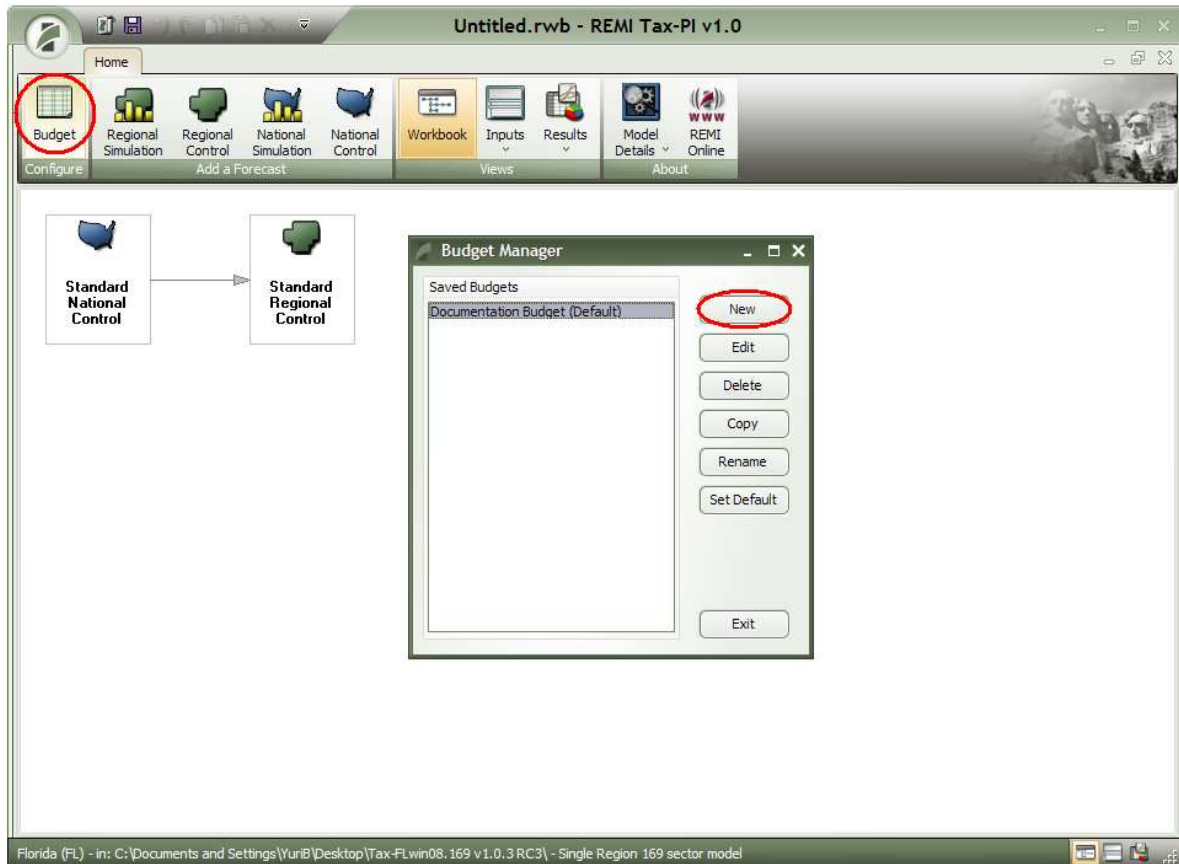 Untitled.rwb - REMI Tax-PI v1.0
Home
Budget
Regional Simulation
Regional Control
National Simulation
National Control
Workbook
Inputs
Results
Model Details
WWW
REMI Online
Configure
Add a Forecast
Views
About
Standard
National
Control
Standard
Regional
Control
Budget Manager
Saved Budgets
Documentation Budget (Default)
New
Edit
Delete
Copy
Rename
Set Default
Exit
Florida (FL) - in: C:\Documents and Settings\YuriB\Desktop\Tax-FLwin08.169 v1.0.3 RC3\ - Single Region 169 sector model